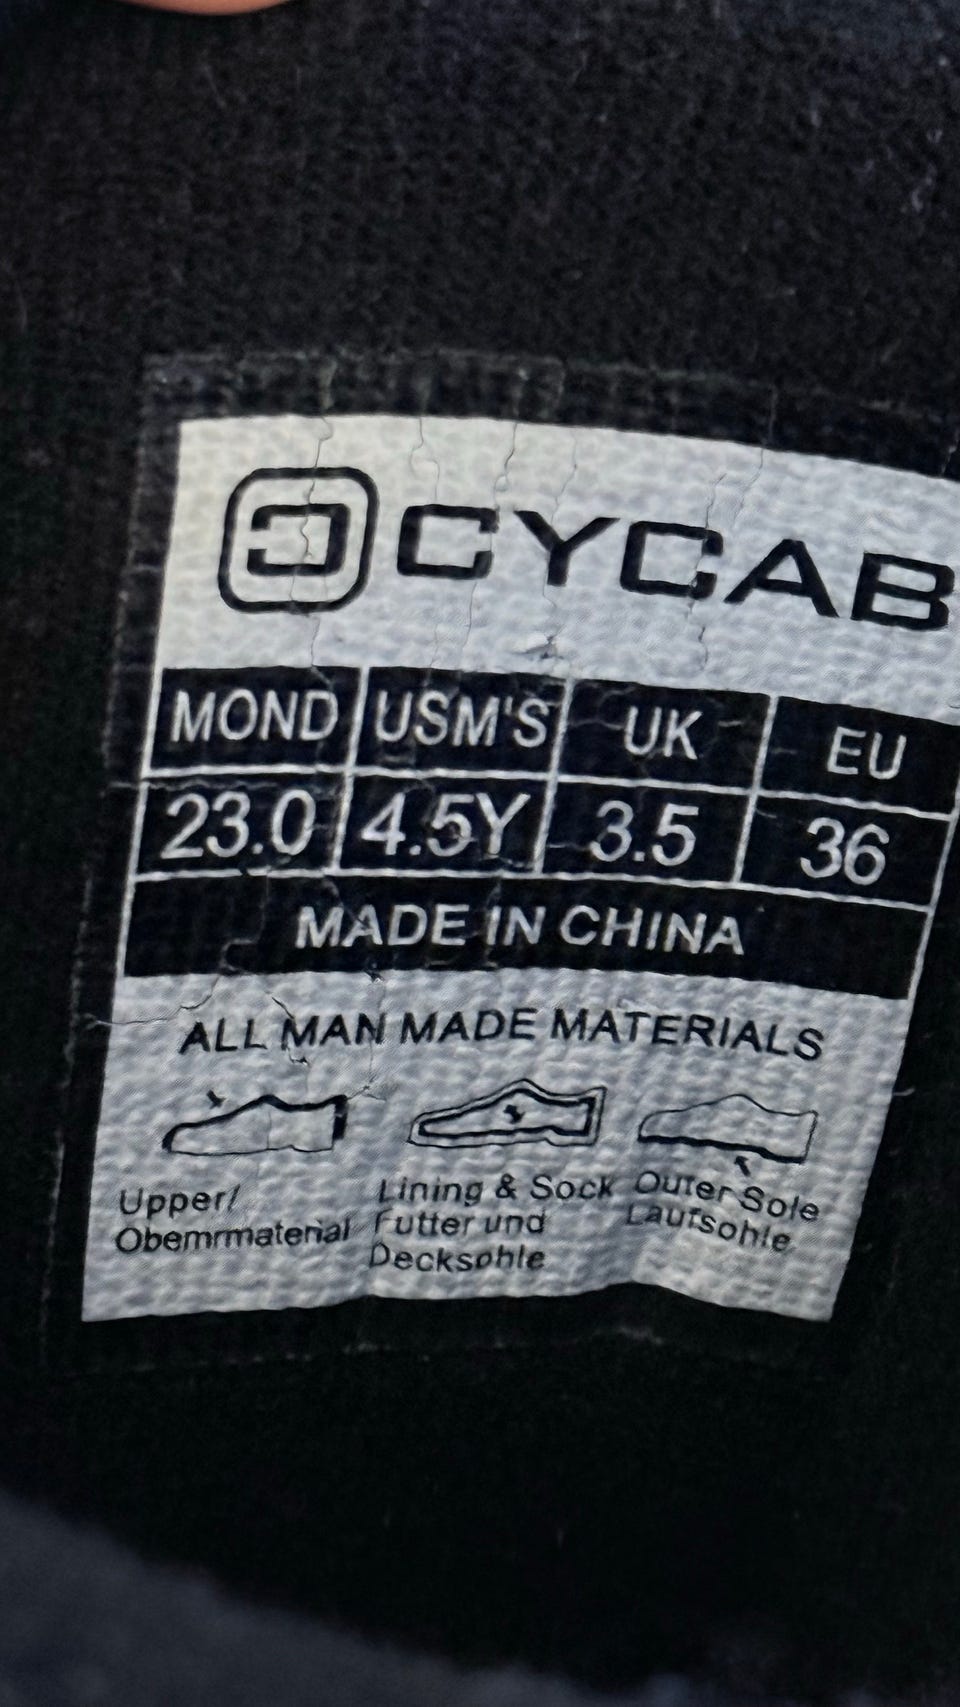 CYCAB
MOND USM'S UK EU
23.0 4.5Y 3.5 36
MADE IN CHINA
ALL MAN MADE MATERIALS
Upper/
Obemrmaterial
Lining & Sock
Futter und
Decksohle
Outer Sole
Laufsohle